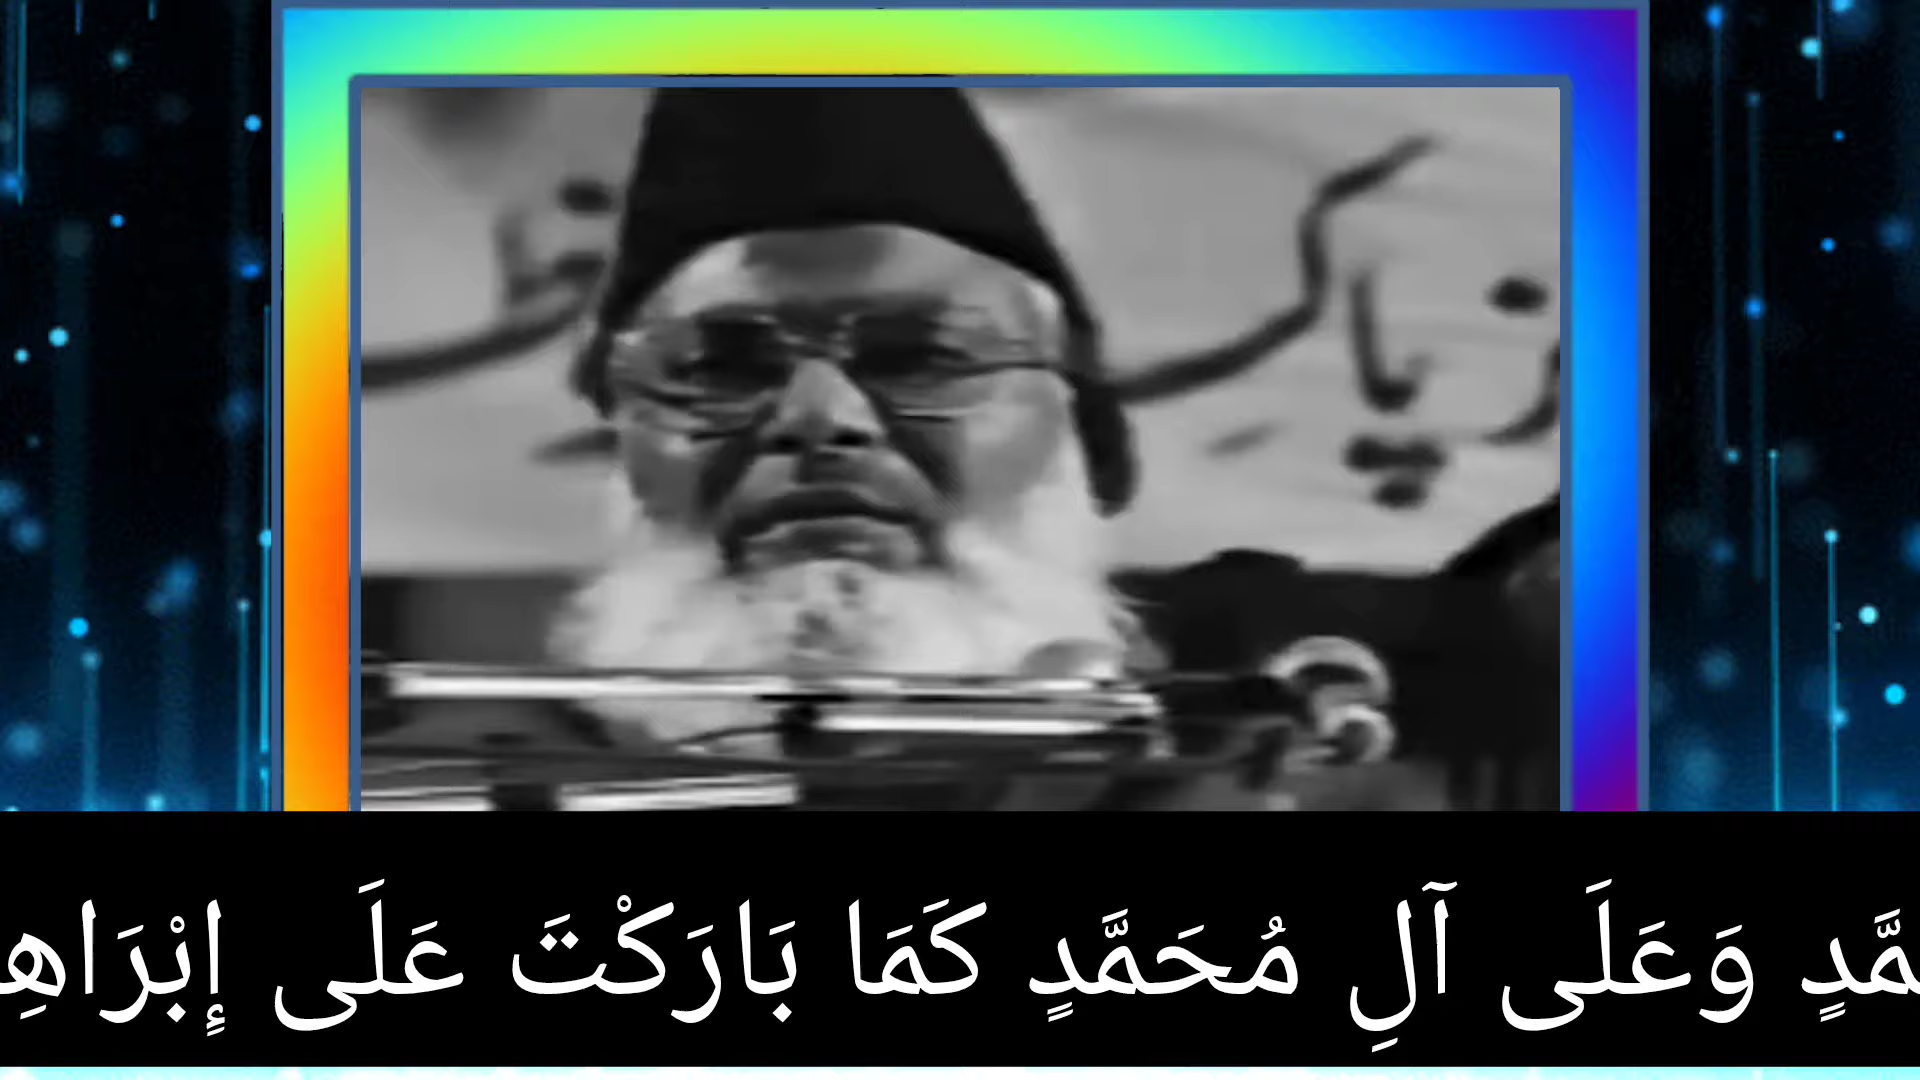 مَّدٍ وَعَلَى آلِ مُحَمَّدٍ كَمَا بَارَكْتَ عَلَى إِبْرَاهِ